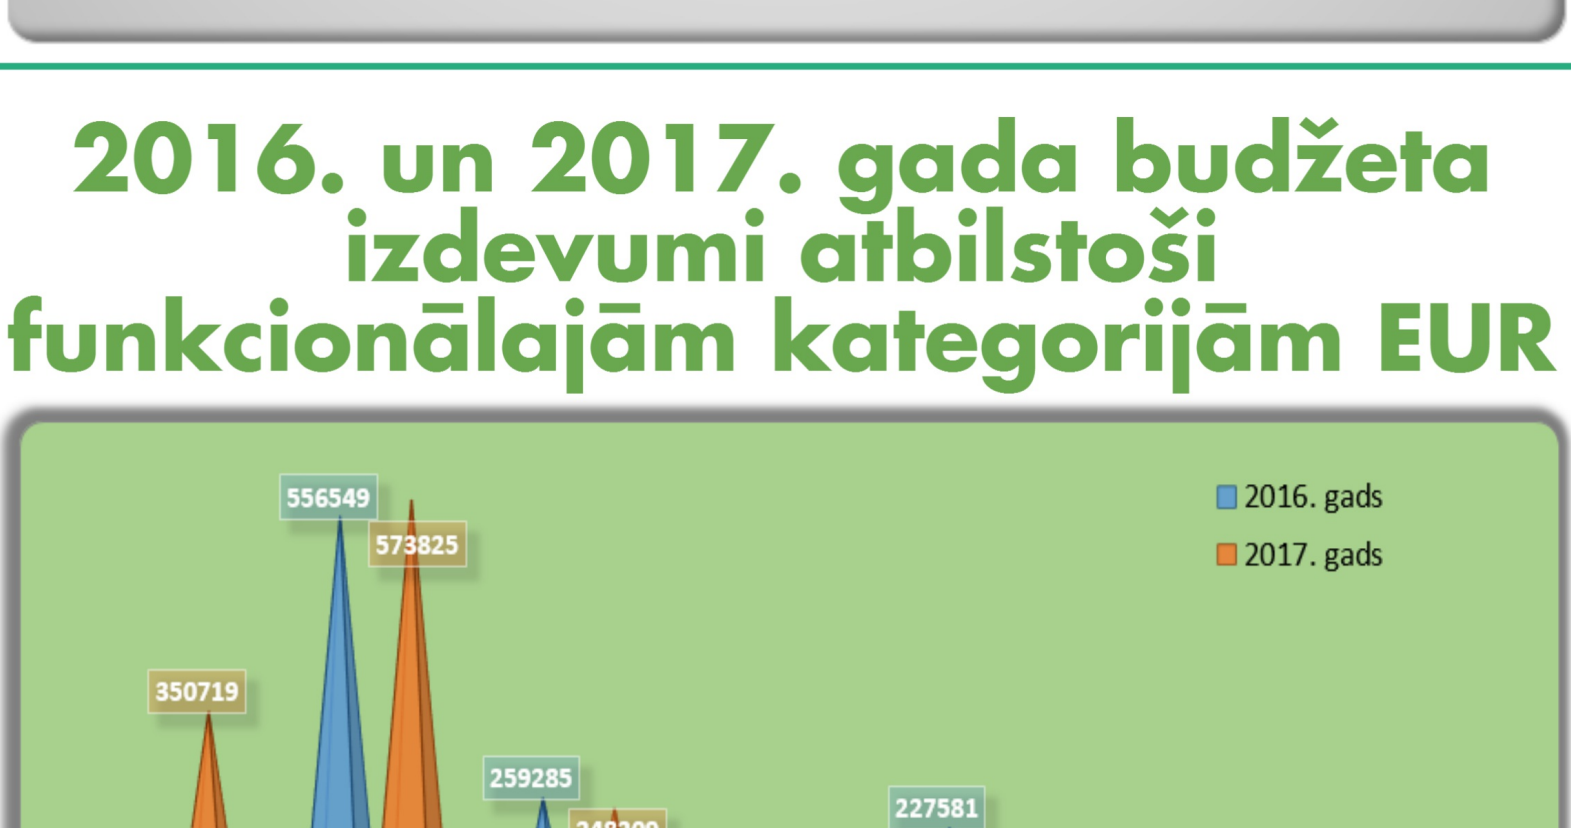 2016. un 2017. gada budžeta
izdevumi atbilstoši
funkcionālajām kategorijām EUR
556549
2016. gads
573825
2017. gads
350719
259285
227581